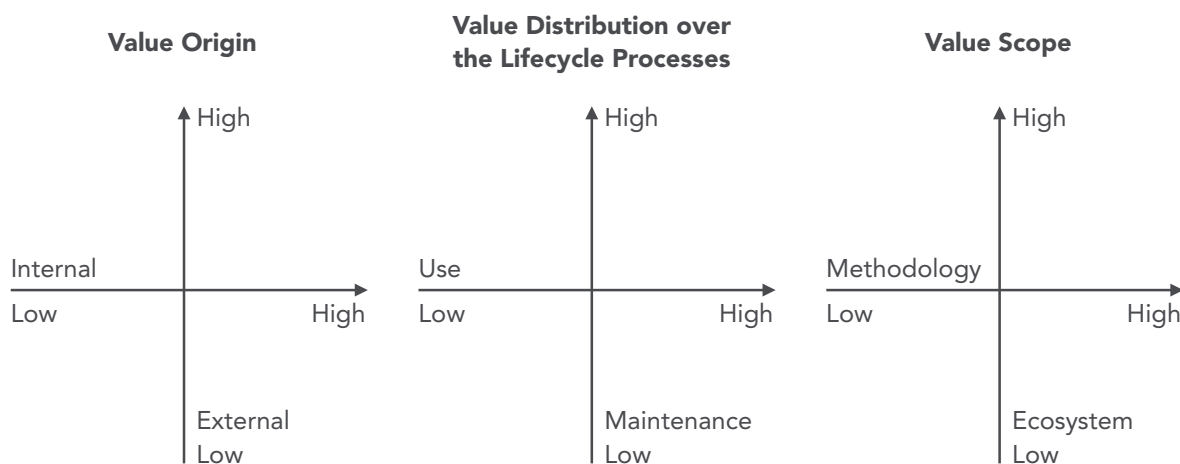 Value Origin
High
Internal
Low
High
External
Low
Value Distribution over
the Lifecycle Processes
High
Use
Low
High
Maintenance
Low
Value Scope
High
Methodology
Low
High
Ecosystem
Low